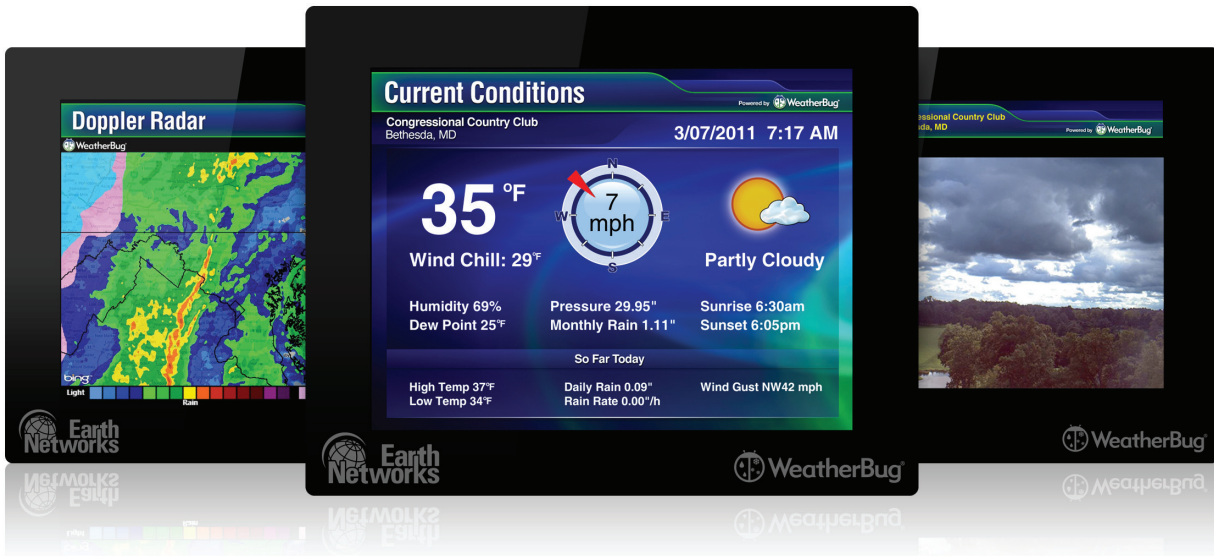 Doppler Radar
WeatherBug
bing
Light
Rain
Earth
Networks
Current Conditions
Powered by WeatherBug
Congressional Country Club
Bethesda, MD
3/07/2011 7:17 AM
35 °F
Wind Chill: 29°F
N
W
E
S
7
mph
Partly Cloudy
Humidity 69%
Pressure 29.95"
Sunrise 6:30am
Dew Point 25°F
Monthly Rain 1.11"
Sunset 6:05pm
So Far Today
High Temp 37°F
Daily Rain 0.09"
Wind Gust NW42 mph
Low Temp 34°F
Rain Rate 0.00"/h
Earth
Networks
WeatherBug
essional Country Club
da, MD
Powered by WeatherBug
WeatherBug